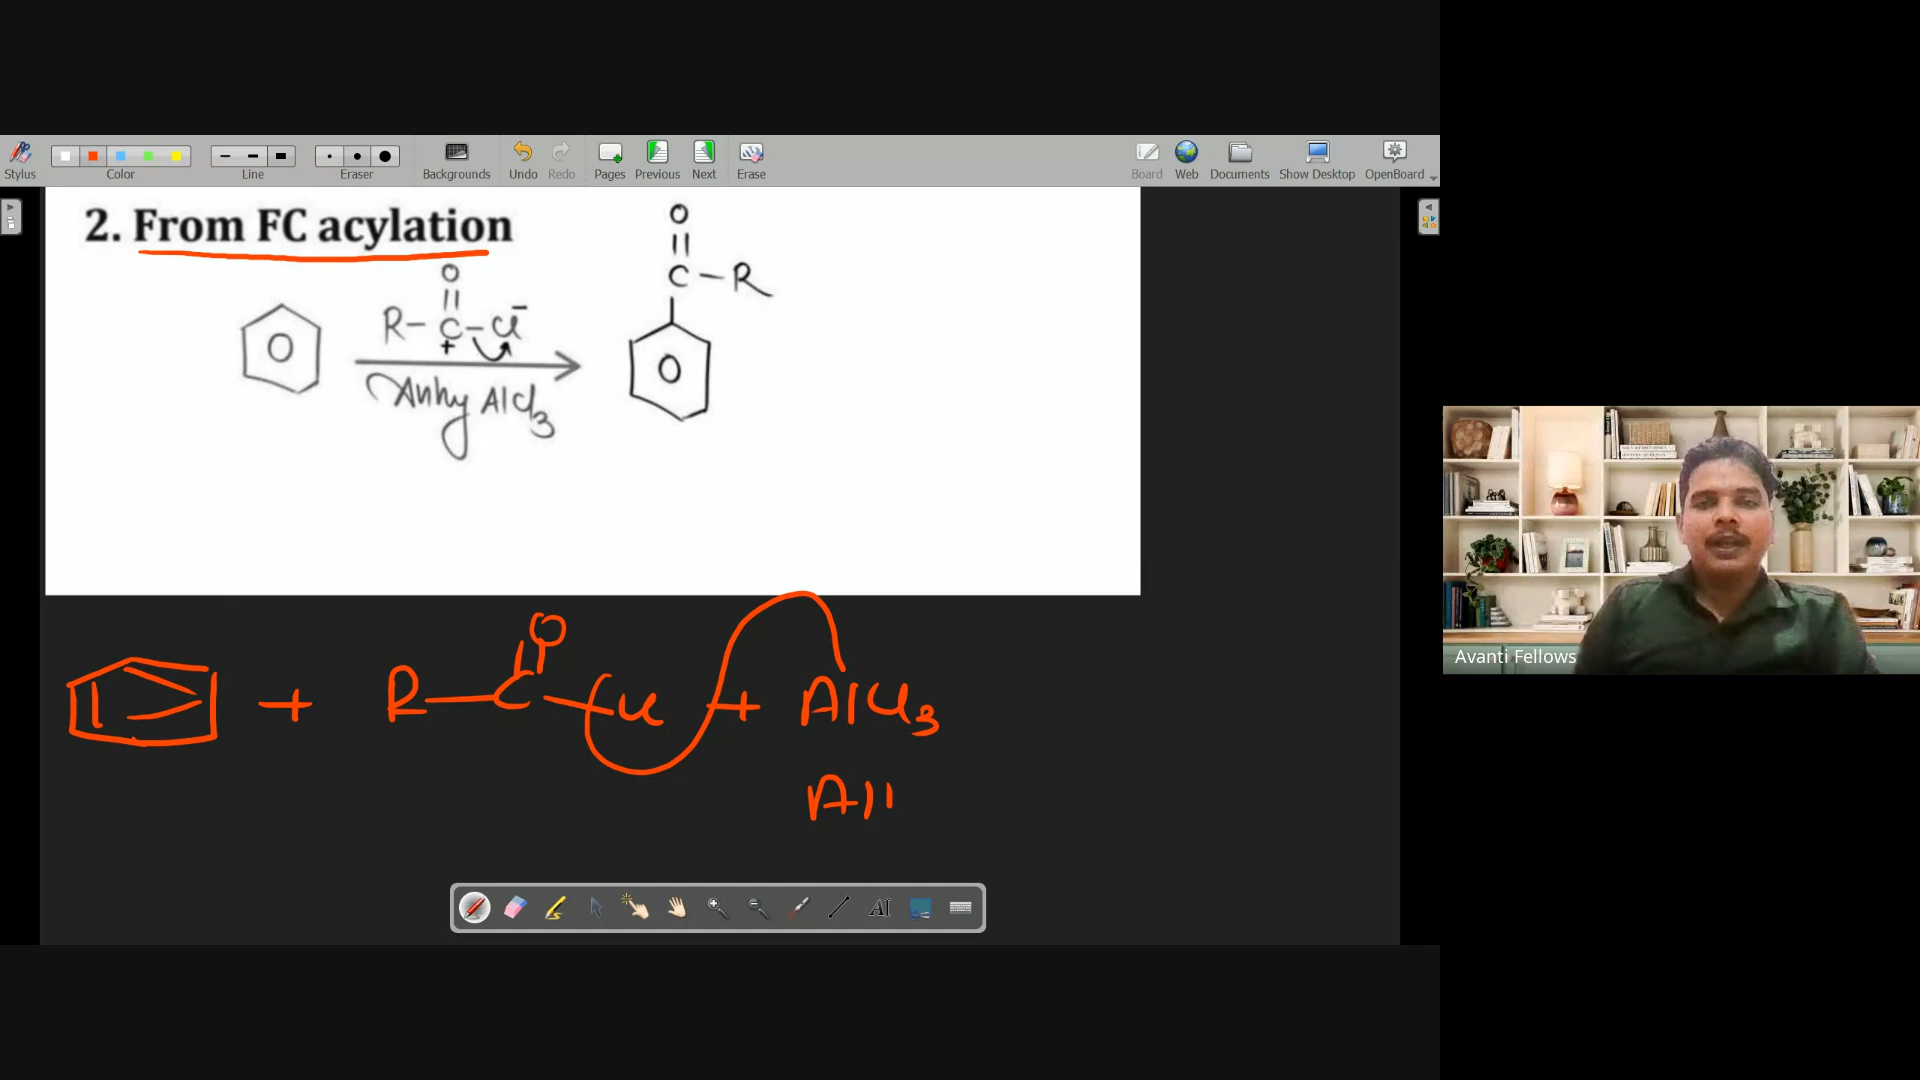 Stylus Color Line Eraser Backgrounds Undo Redo Pages Previous Next Erase Board Web Documents Show Desktop OpenBoard
2. From FC acylation
O
C-R
O
R-C-Cl⁻
+
O
O
Anhy AlCl3
O
+ R-C-Cl + AlCl3
All
Avanti Fellows